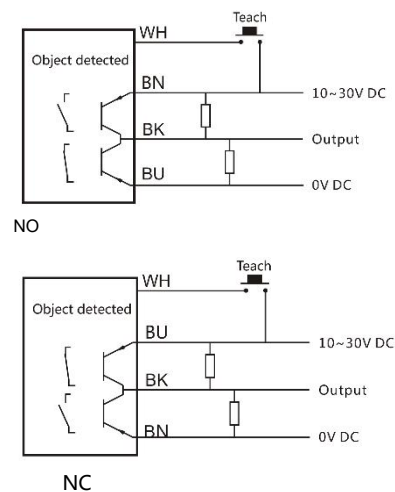 Teach
WH
Object detected
BN
10~30V DC
BK
Output
BU
0V DC
NO
Teach
WH
Object detected
BU
10~30V DC
BK
Output
BN
0V DC
NC